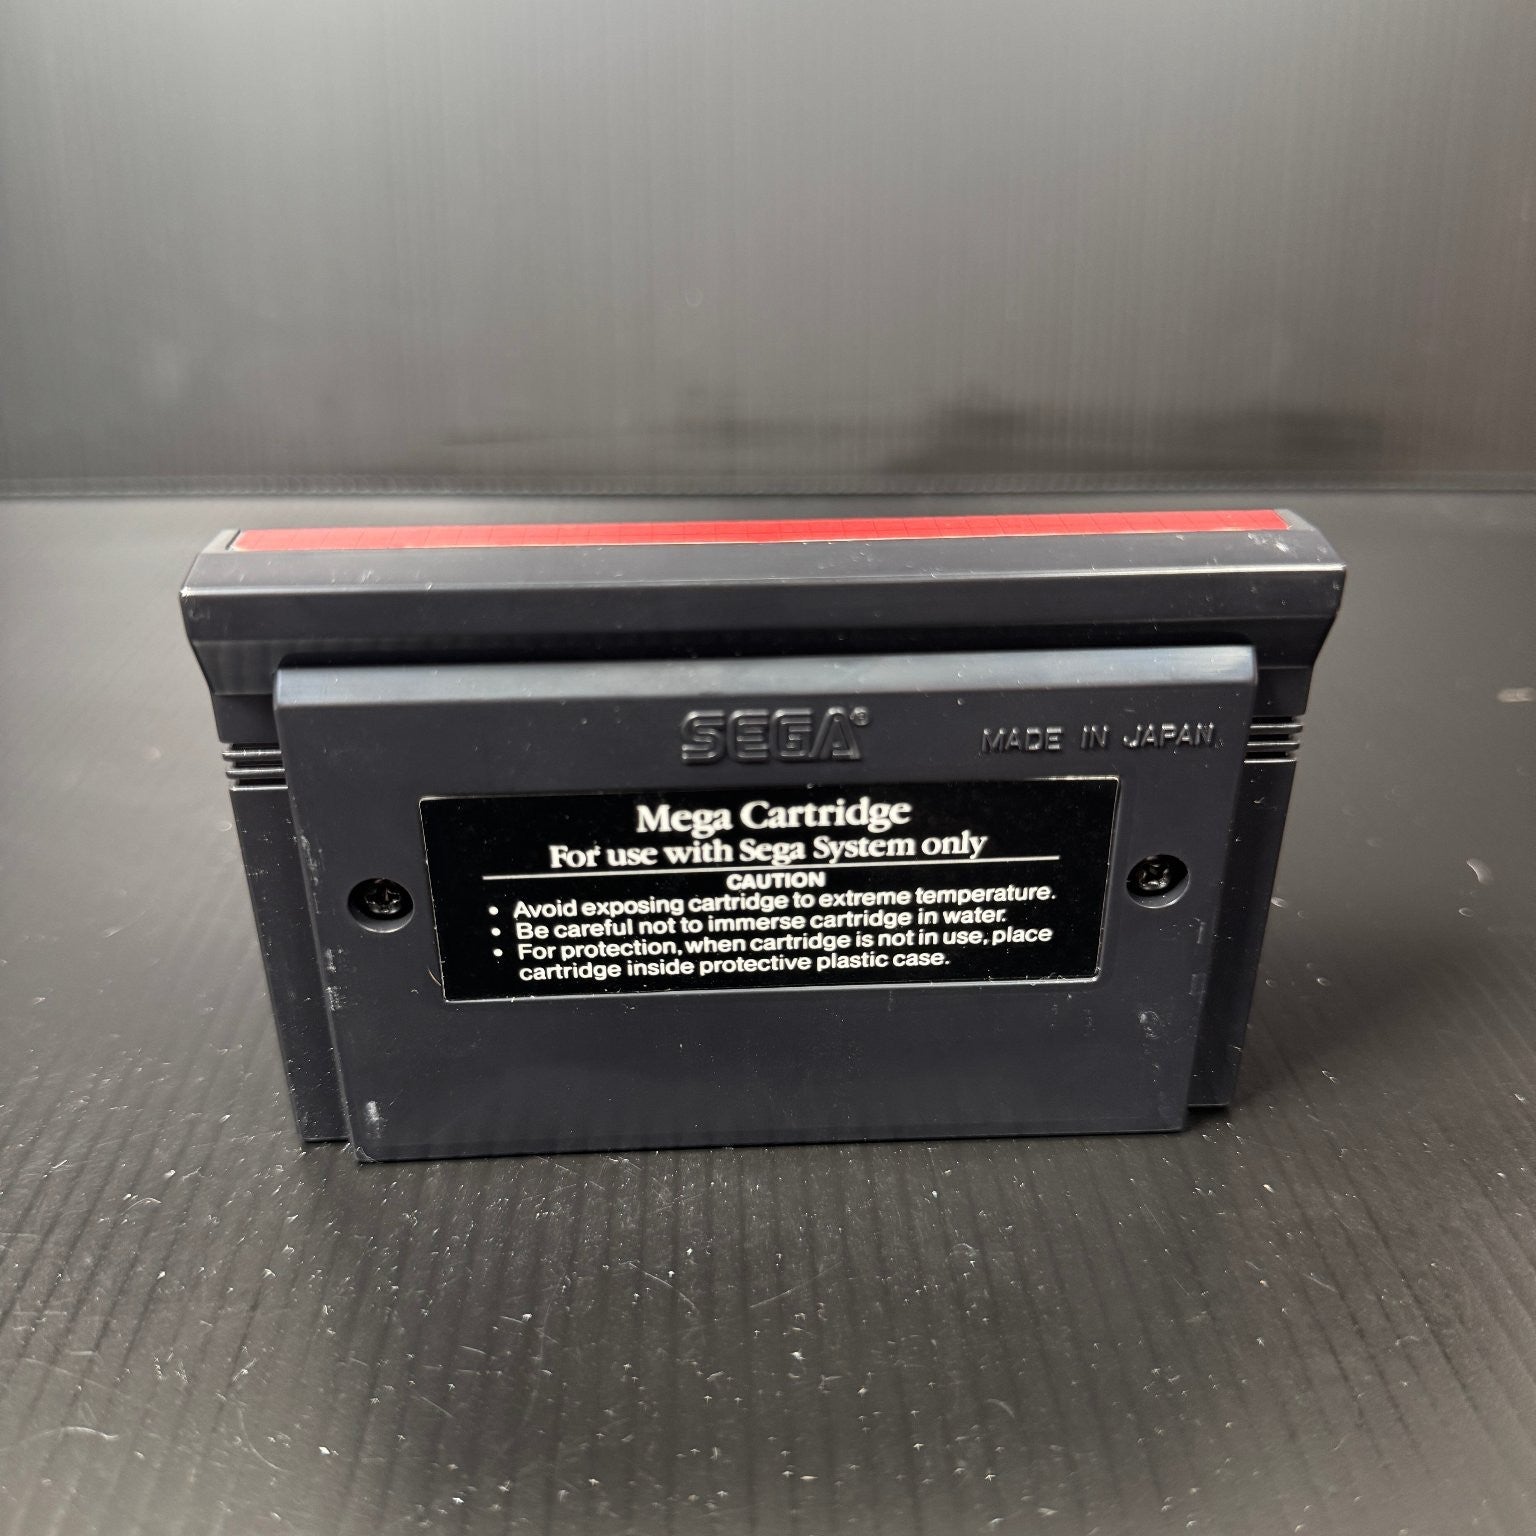 SEGA®
MADE IN JAPAN
Mega Cartridge
For use with Sega System only
CAUTION
• Avoid exposing cartridge to extreme temperature.
• Be careful not to immerse cartridge in water.
• For protection, when cartridge is not in use, place
cartridge inside protective plastic case.